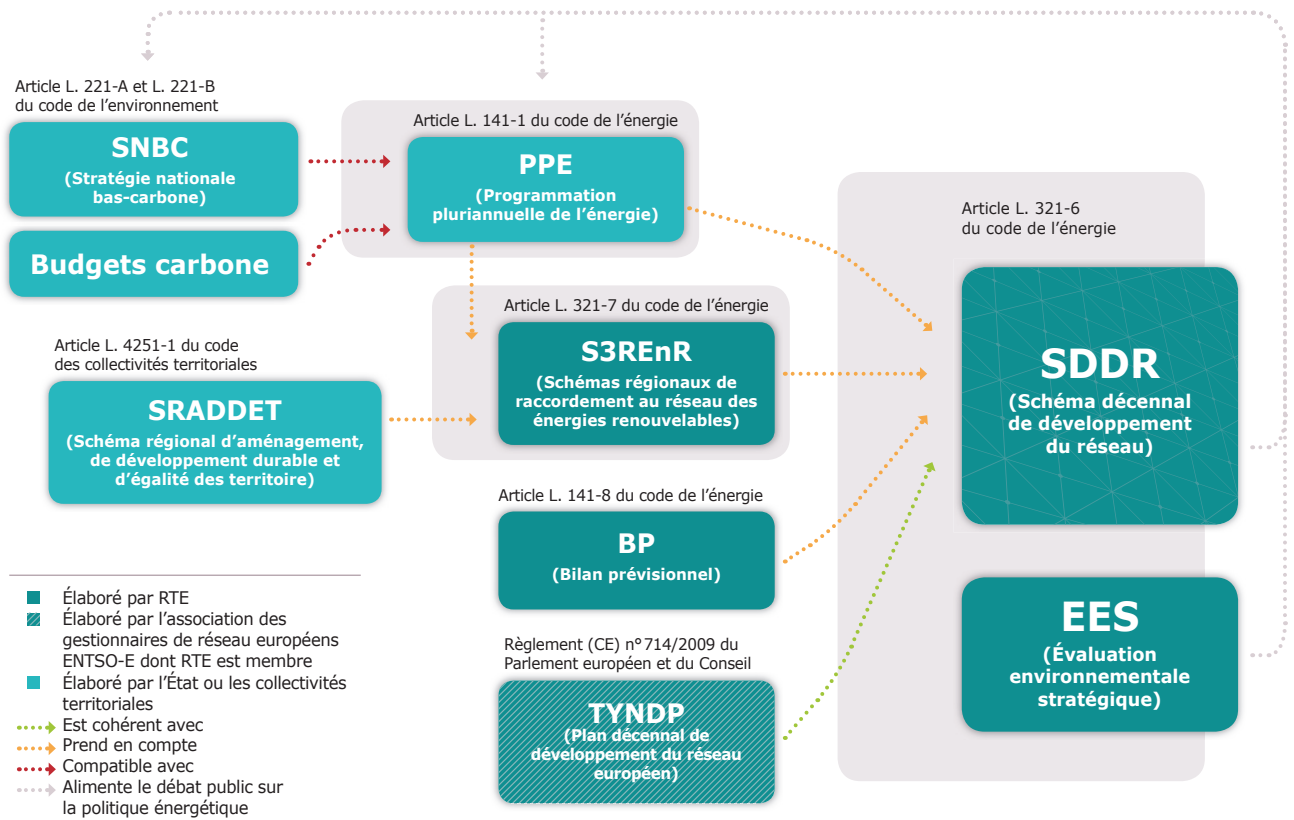 Article L. 221-A et L. 221-B
du code de l’environnement
SNBC
(Stratégie nationale
bas-carbone)
Budgets carbone
Article L. 141-1 du code de l’énergie
PPE
(Programmation
pluriannuelle de l’énergie)
Article L. 4251-1 du code
des collectivités territoriales
SRADDET
(Schéma régional d’aménagement,
de développement durable et
d’égalité des territoire)
Article L. 321-7 du code de l’énergie
S3REnR
(Schémas régionaux de
raccordement au réseau des
énergies renouvelables)
Article L. 141-8 du code de l’énergie
BP
(Bilan prévisionnel)
Règlement (CE) n° 714/2009 du
Parlement européen et du Conseil
TYNDP
(Plan décennal de
développement du réseau
européen)
Article L. 321-6
du code de l’énergie
SDDR
(Schéma décennal
de développement
du réseau)
EES
(Évaluation
environnementale
stratégique)
Élaboré par RTE
Élaboré par l’association des
gestionnaires de réseau européens
ENTSO-E dont RTE est membre
Élaboré par l’État ou les collectivités
territoriales
Est cohérent avec
Prend en compte
Compatible avec
Alimente le débat public sur
la politique énergétique